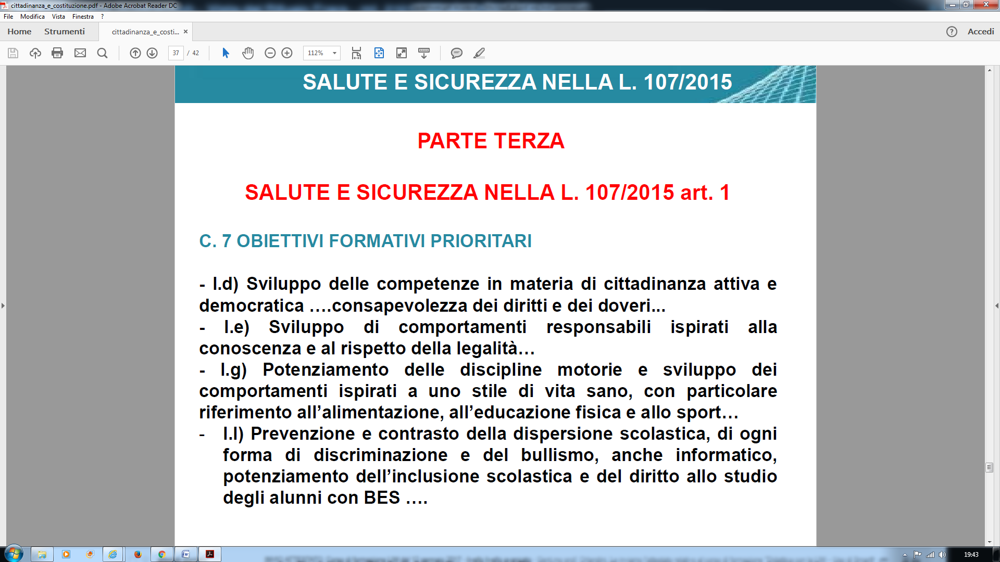 cittadinanza_e_costituzione.pdf - Adobe Acrobat Reader DC
File Modifica Vista Finestra ?
Home Strumenti cittadinanza_e_costi... × ? Accedi
37 / 42 112%
SALUTE E SICUREZZA NELLA L. 107/2015
PARTE TERZA
SALUTE E SICUREZZA NELLA L. 107/2015 art. 1
C. 7 OBIETTIVI FORMATIVI PRIORITARI
- l.d) Sviluppo delle competenze in materia di cittadinanza attiva e
democratica ….consapevolezza dei diritti e dei doveri...
- l.e) Sviluppo di comportamenti responsabili ispirati alla
conoscenza e al rispetto della legalità…
- l.g) Potenziamento delle discipline motorie e sviluppo dei
comportamenti ispirati a uno stile di vita sano, con particolare
riferimento all’alimentazione, all’educazione fisica e allo sport…
- l.l) Prevenzione e contrasto della dispersione scolastica, di ogni
forma di discriminazione e del bullismo, anche informatico,
potenziamento dell’inclusione scolastica e del diritto allo studio
degli alunni con BES ….
19:43